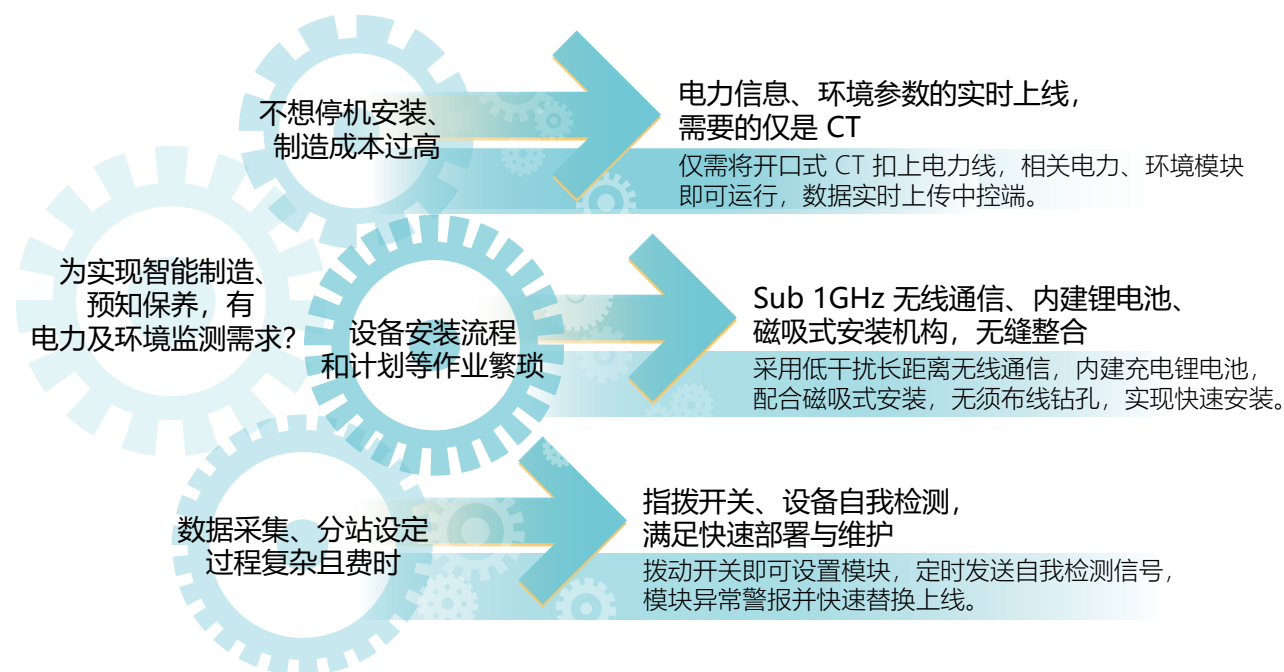 为实现智能制造、
预知保养，有
电力及环境监测需求？
不想停机安装、
制造成本过高
电力信息、环境参数的实时上线，
需要的仅是 CT
仅需将开口式 CT 扣上电力线，相关电力、环境模块
即可运行，数据实时上传中控端。
设备安装流程
和计划等作业繁琐
Sub 1GHz 无线通信、内建锂电池、
磁吸式安装机构，无缝整合
采用低干扰长距离无线通信，内建充电锂电池，
配合磁吸式安装，无须布线钻孔，实现快速安装。
数据采集、分站设定
过程复杂且费时
指拨开关、设备自我检测，
满足快速部署与维护
拨动开关即可设置模块，定时发送自我检测信号，
模块异常警报并快速替换上线。